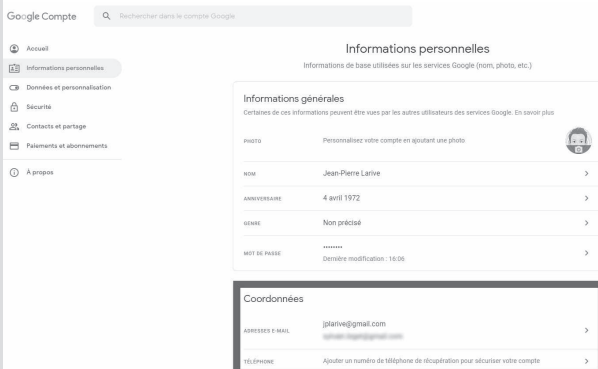 Google Compte
Rechercher dans le compte Google
Accueil
Informations personnelles
Données et personnalisation
Sécurité
Contacts et partage
Paiements et abonnements
À propos
Informations personnelles
Informations de base utilisées sur les services Google (nom, photo, etc.)
Informations générales
Certaines de ces informations peuvent être vues par les autres utilisateurs des services Google. En savoir plus
PHOTO Personnalisez votre compte en ajoutant une photo
NOM Jean-Pierre Larive
ANNIVERSAIRE 4 avril 1972
GENRE Non précisé
MOT DE PASSE ••••••••
Dernière modification : 16:06
Coordonnées
ADRESSES E-MAIL jplarive@gmail.com
TÉLÉPHONE Ajouter un numéro de téléphone de récupération pour sécuriser votre compte